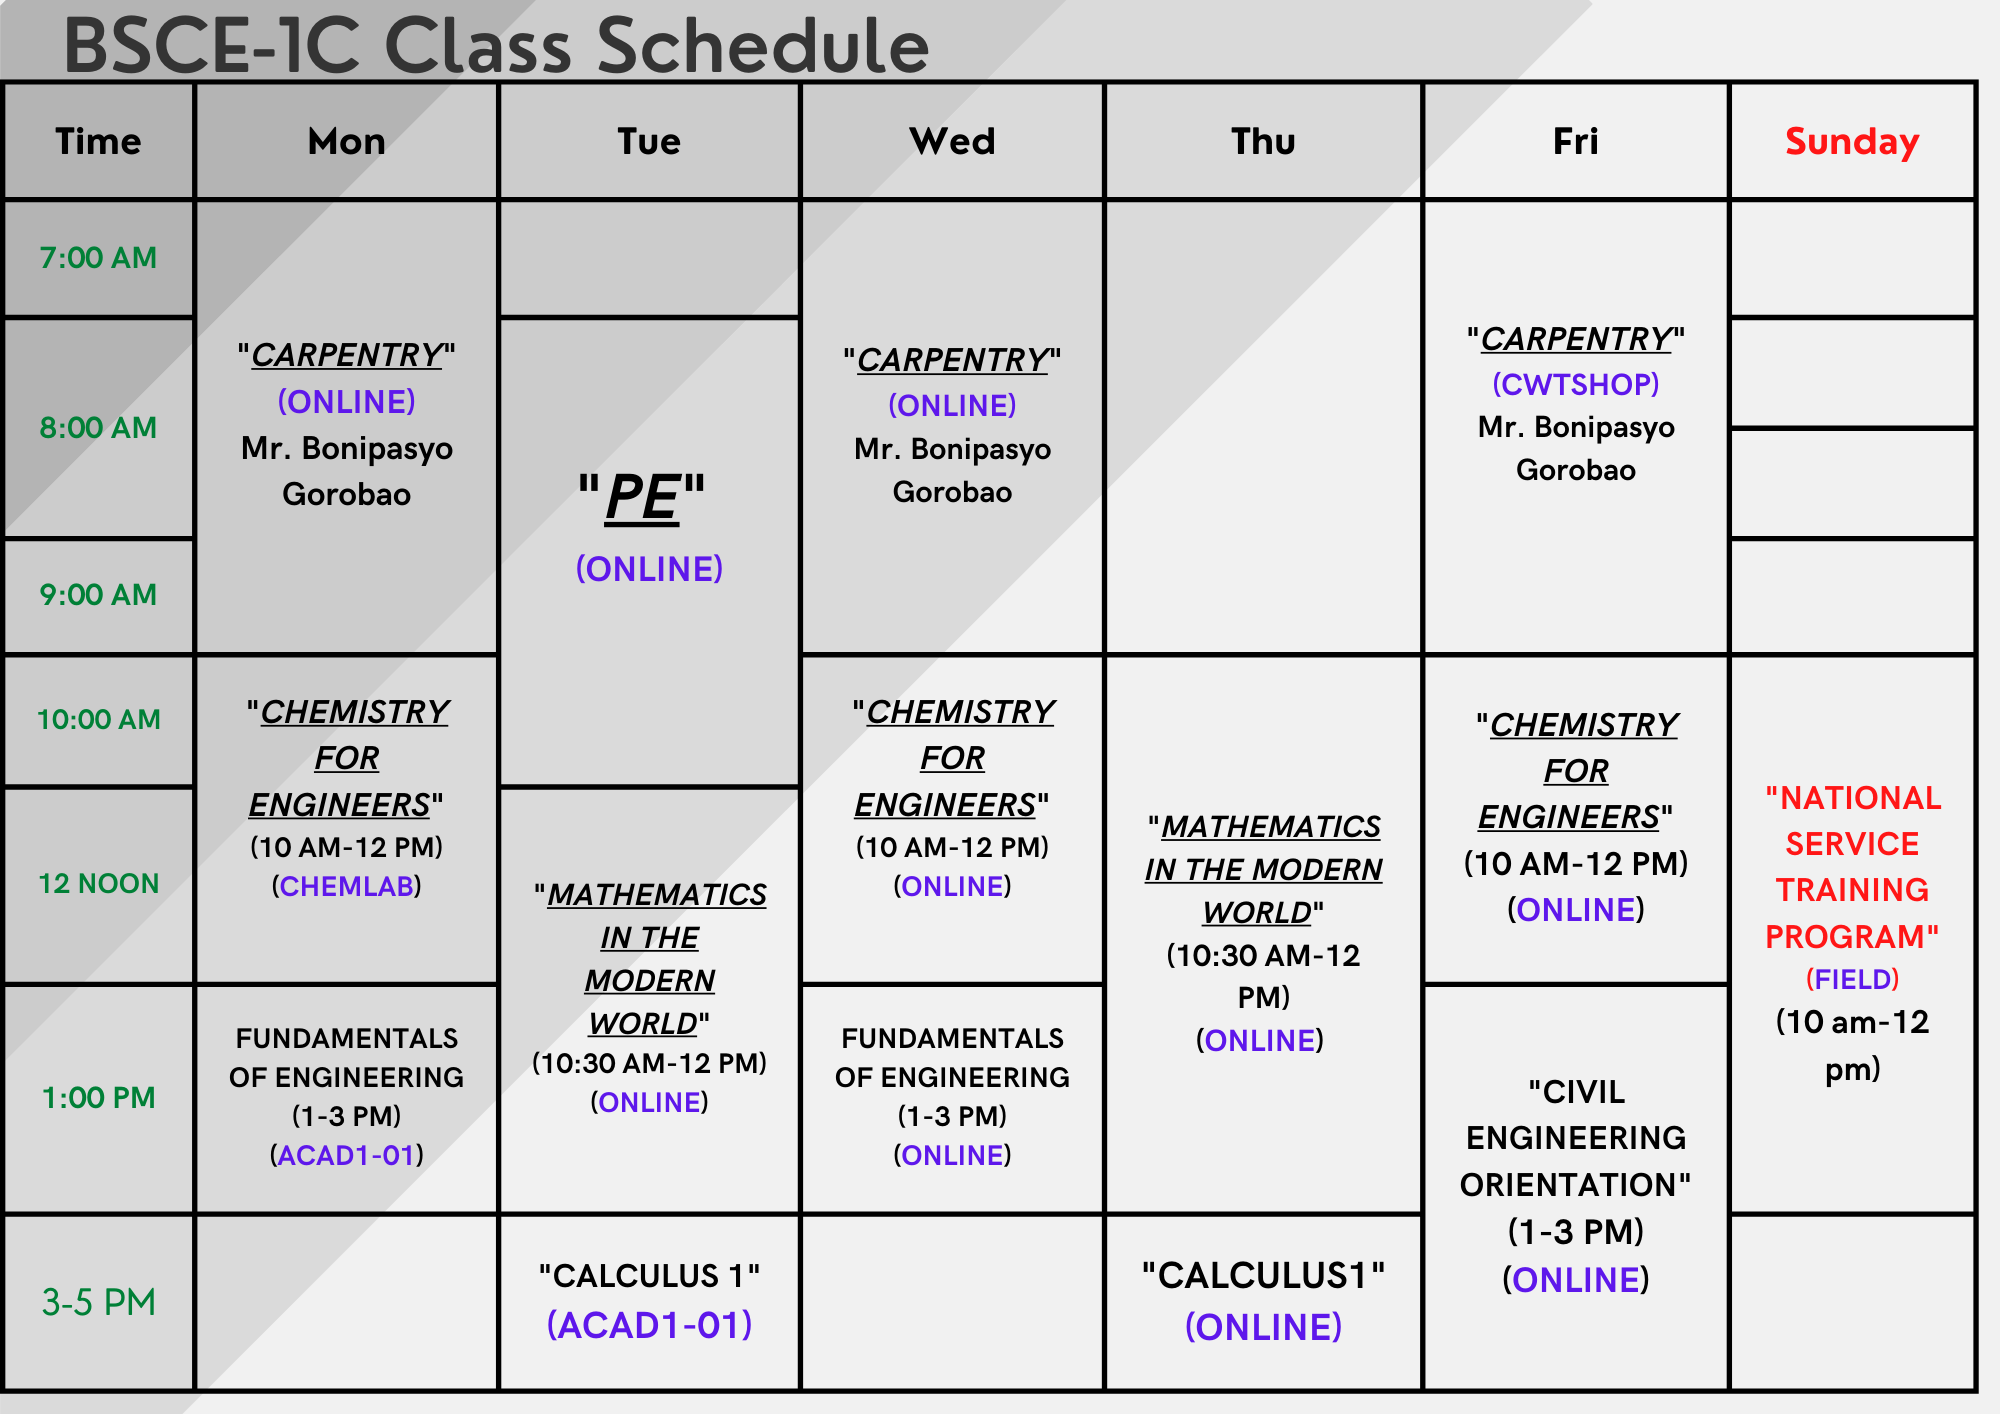 BSCE-1C Class Schedule
Time
Mon
Tue
Wed
Thu
Fri
Sunday
7:00 AM
8:00 AM
9:00 AM
10:00 AM
12 NOON
1:00 PM
3-5 PM
"CARPENTRY"
(ONLINE)
Mr. Bonipasyo
Gorobao
"CHEMISTRY
FOR
ENGINEERS"
(10 AM-12 PM)
(CHEMLAB)
FUNDAMENTALS
OF ENGINEERING
(1-3 PM)
(ACAD1-01)
"PE"
(ONLINE)
"MATHEMATICS
IN THE
MODERN
WORLD"
(10:30 AM-12 PM)
(ONLINE)
"CALCULUS 1"
(ACAD1-01)
"CARPENTRY"
(ONLINE)
Mr. Bonipasyo
Gorobao
"CHEMISTRY
FOR
ENGINEERS"
(10 AM-12 PM)
(ONLINE)
FUNDAMENTALS
OF ENGINEERING
(1-3 PM)
(ONLINE)
"MATHEMATICS
IN THE MODERN
WORLD"
(10:30 AM-12
PM)
(ONLINE)
"CALCULUS1"
(ONLINE)
"CARPENTRY"
(CWTSHOP)
Mr. Bonipasyo
Gorobao
"CHEMISTRY
FOR
ENGINEERS"
(10 AM-12 PM)
(ONLINE)
"CIVIL
ENGINEERING
ORIENTATION"
(1-3 PM)
(ONLINE)
"NATIONAL
SERVICE
TRAINING
PROGRAM"
(FIELD)
(10 am-12
pm)